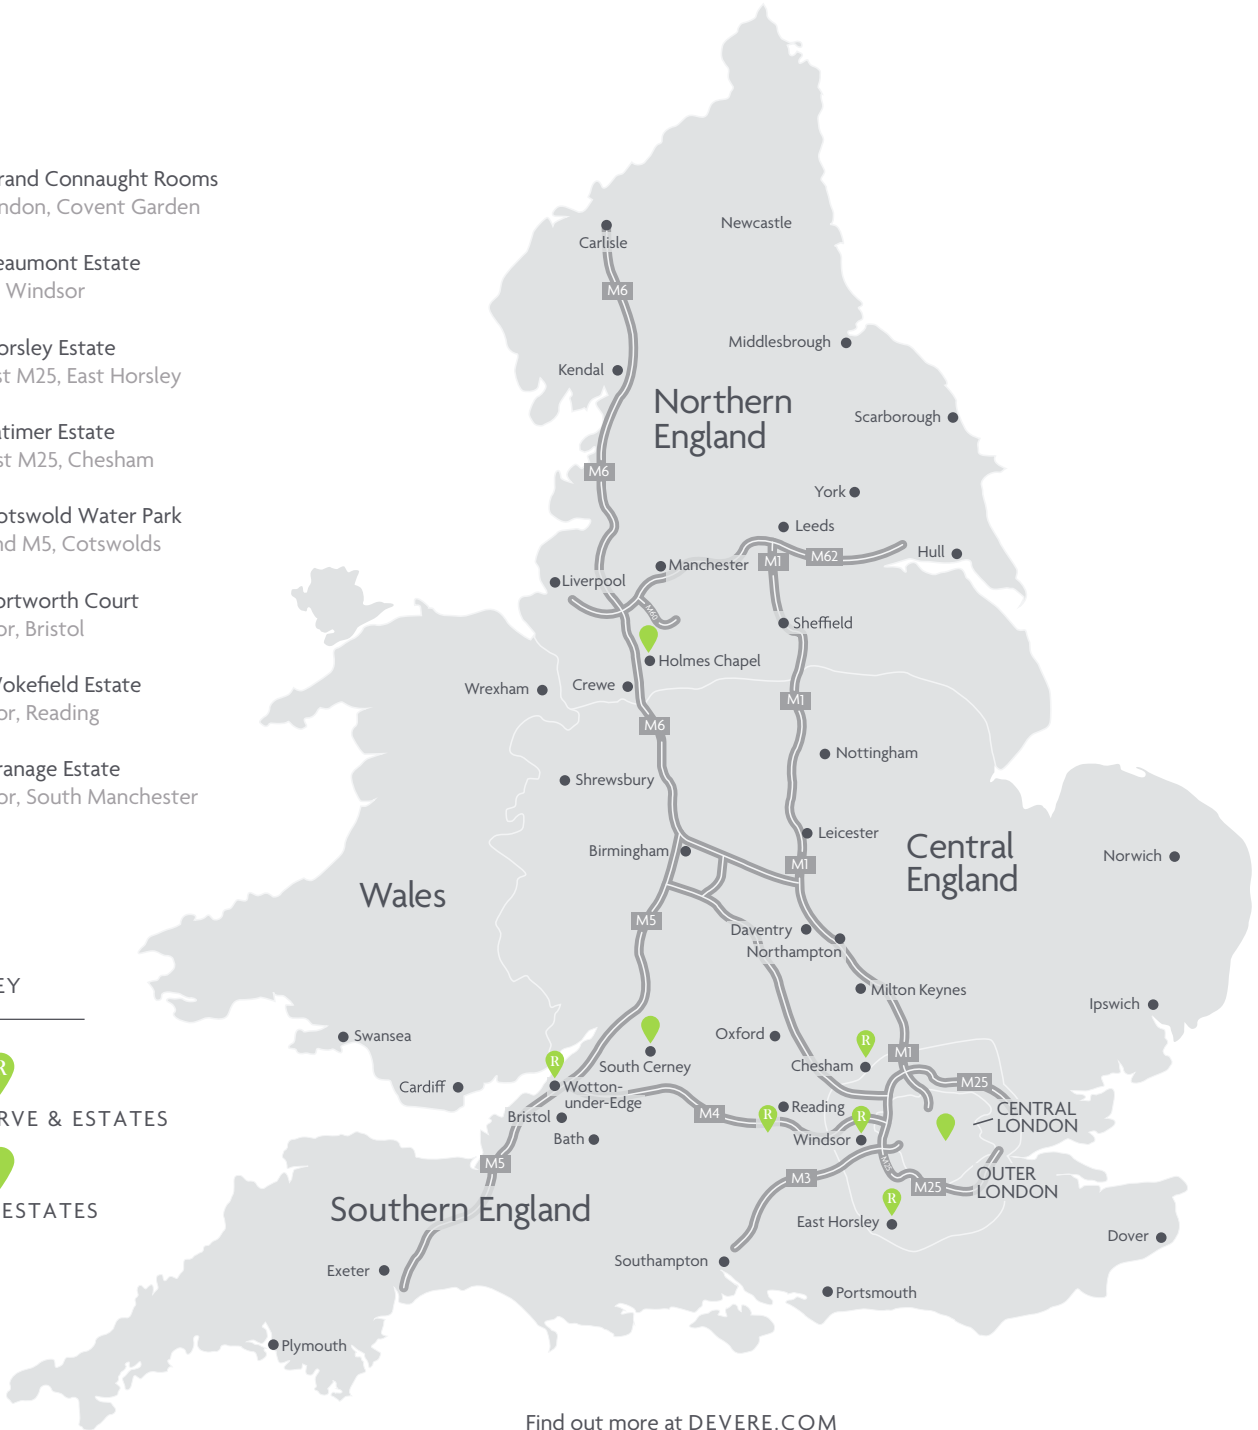 rand Connaught Rooms
ndon, Covent Garden
eaumont Estate
Windsor
orsley Estate
st M25, East Horsley
atimer Estate
st M25, Chesham
otswold Water Park
nd M5, Cotswolds
ortworth Court
or, Bristol
okefield Estate
or, Reading
ranage Estate
or, South Manchester
EY
R
RVE & ESTATES
ESTATES
Newcastle
Carlisle
M6
Middlesbrough
Kendal
Northern
England
Scarborough
M6
York
Leeds
Hull
M62
M1
Manchester
Liverpool
M60
Sheffield
Holmes Chapel
Crewe
Wrexham
M1
M6
Nottingham
Shrewsbury
Leicester
Birmingham
Central
England
Norwich
M1
Wales
M5
Daventry
Northampton
Milton Keynes
Ipswich
Swansea
Oxford
R
South Cerney
Chesham
M1
R
Cardiff
Wotton-
under-Edge
M25
Bristol
M4
R
Reading
R
CENTRAL
LONDON
Bath
Windsor
M5
M3
M25
M25
OUTER
LONDON
R
Southern England
East Horsley
Dover
Southampton
Exeter
Portsmouth
Plymouth
Find out more at DEVERE.COM